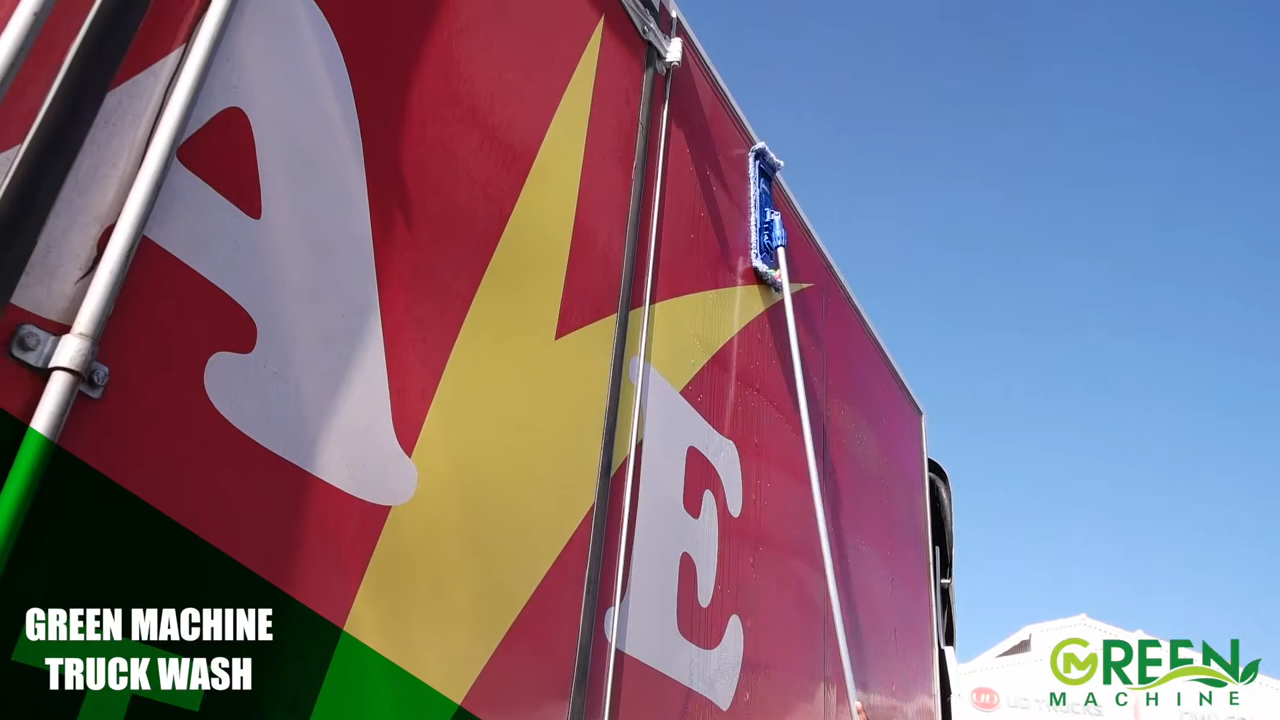 A
E
GREEN MACHINE
TRUCK WASH
GREEN
MACHINE
UD TRUCKS